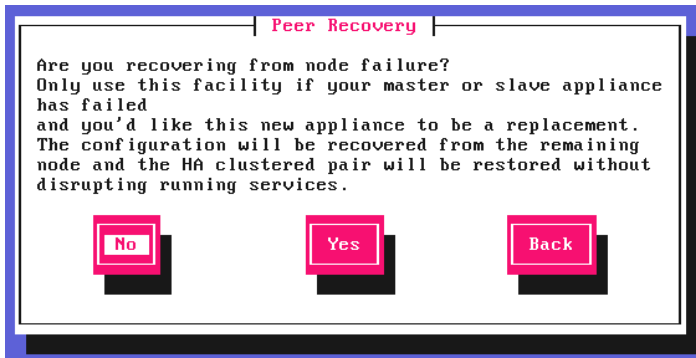 Peer Recovery
Are you recovering from node failure?
Only use this facility if your master or slave appliance
has failed
and you'd like this new appliance to be a replacement.
The configuration will be recovered from the remaining
node and the HA clustered pair will be restored without
disrupting running services.
No Yes Back